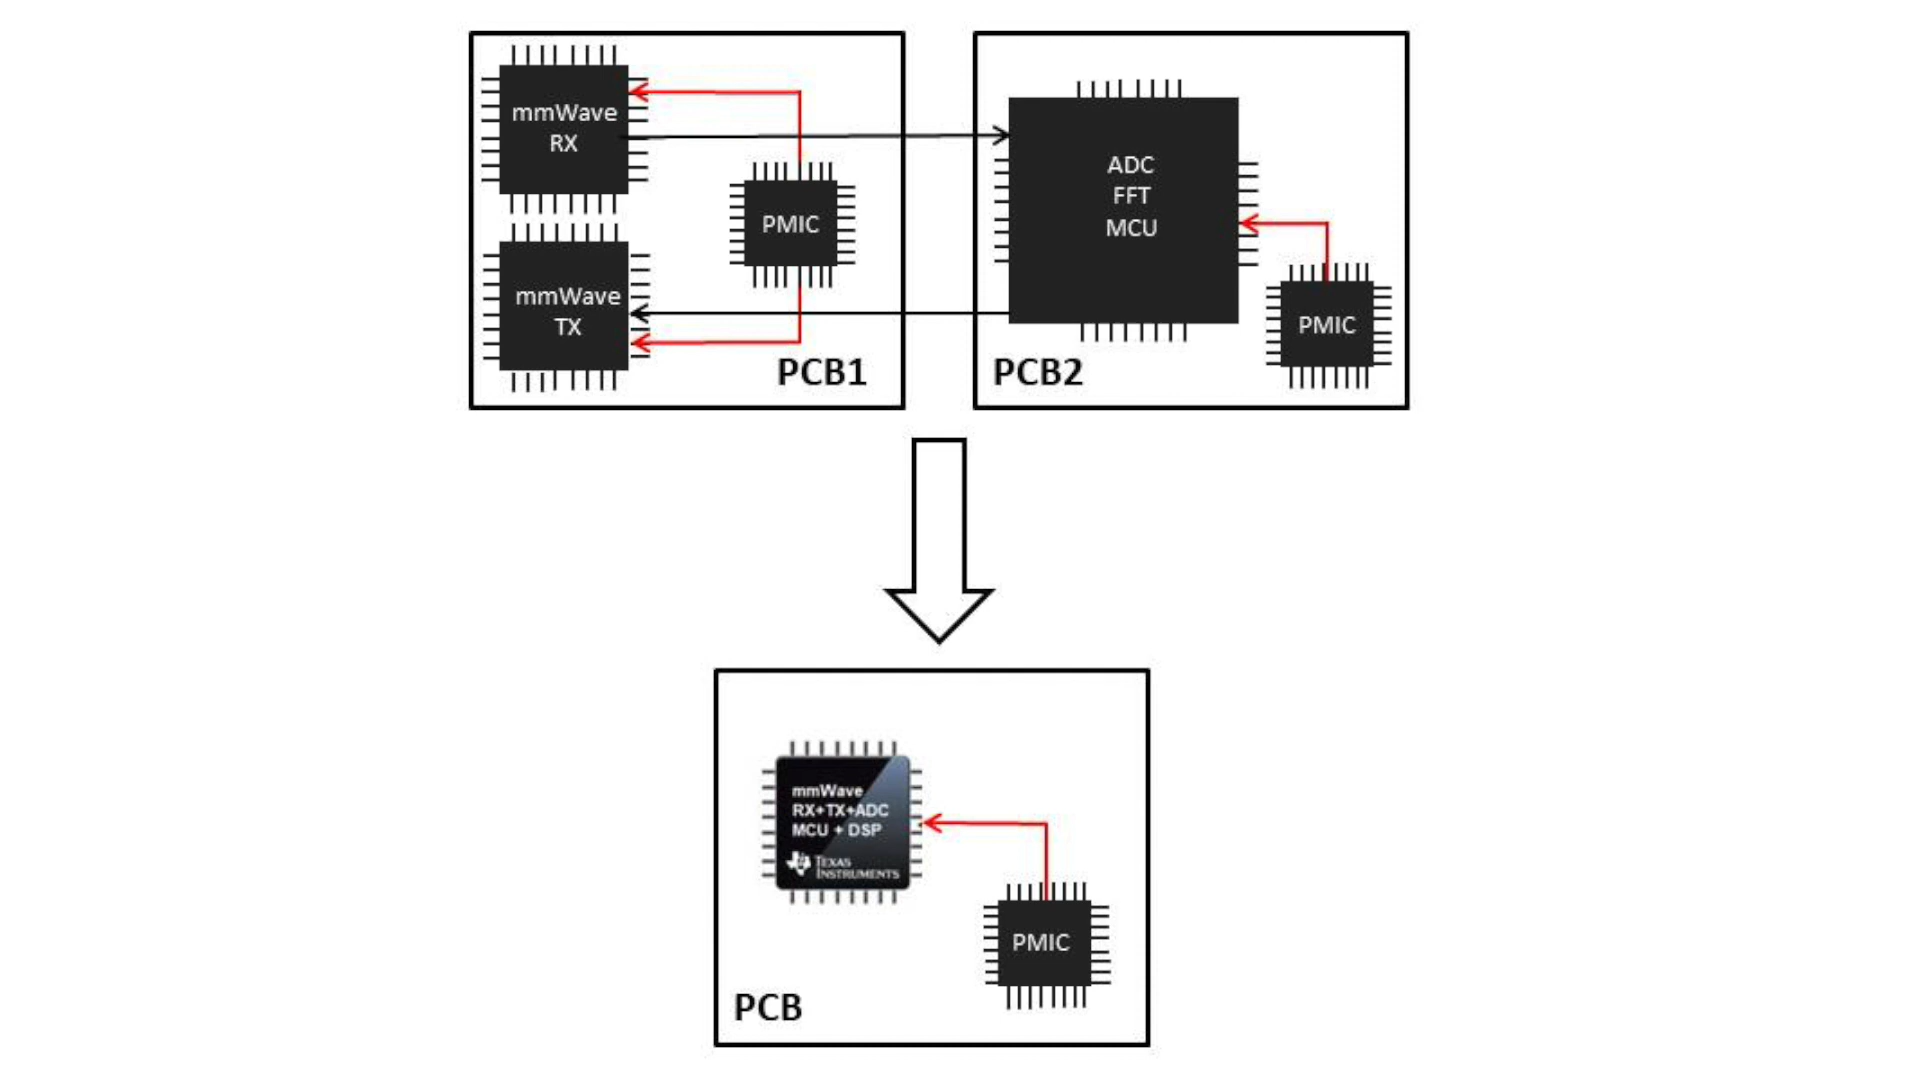 mmWave
RX
PMIC
mmWave
TX
PCB1
ADC
FFT
MCU
PMIC
PCB2
mmWave
RX+TX+ADC
MCU + DSP
TEXAS
INSTRUMENTS
PMIC
PCB